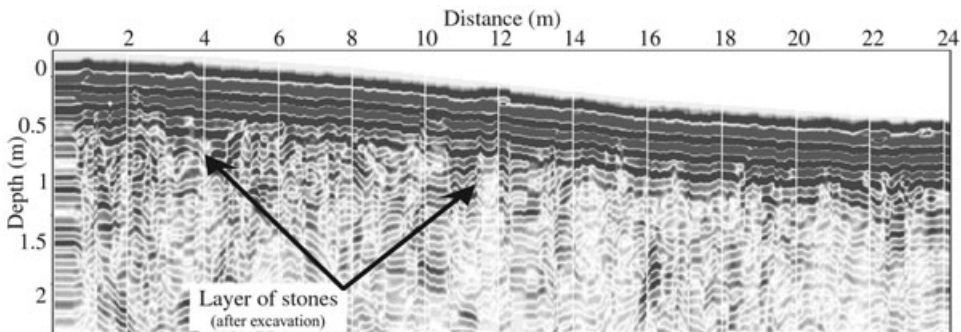 Distance (m)
0 2 4 6 8 10 12 14 16 18 20 22 24
Depth (m)
0
0.5
1
1.5
2
Layer of stones
(after excavation)